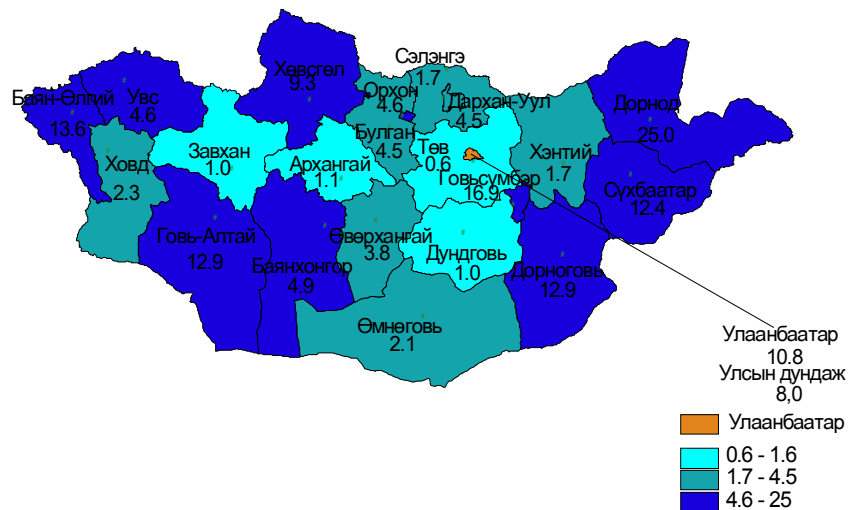 Сэлэнгэ
1.7
Хөвсгөл
9.3
Орхон
4.6
Дархан-Уул
4.5
Баян-Өлгий
13.6
Увс
4.6
Дорнод
25.0
Булган
4.5
Төв
0.6
Завхан
1.0
Архангай
1.1
Ховд
2.3
Хэнтий
1.7
Говьсүмбэр
16.9
Сүхбаатар
12.4
Говь-Алтай
12.9
Өвөрхангай
3.8
Дундговь
1.0
Баянхонгор
4.9
Дорноговь
12.9
Өмнөговь
2.1
Улаанбаатар
10.8
Улсын дундаж
8,0
Улаанбаатар
0.6 - 1.6
1.7 - 4.5
4.6 - 25